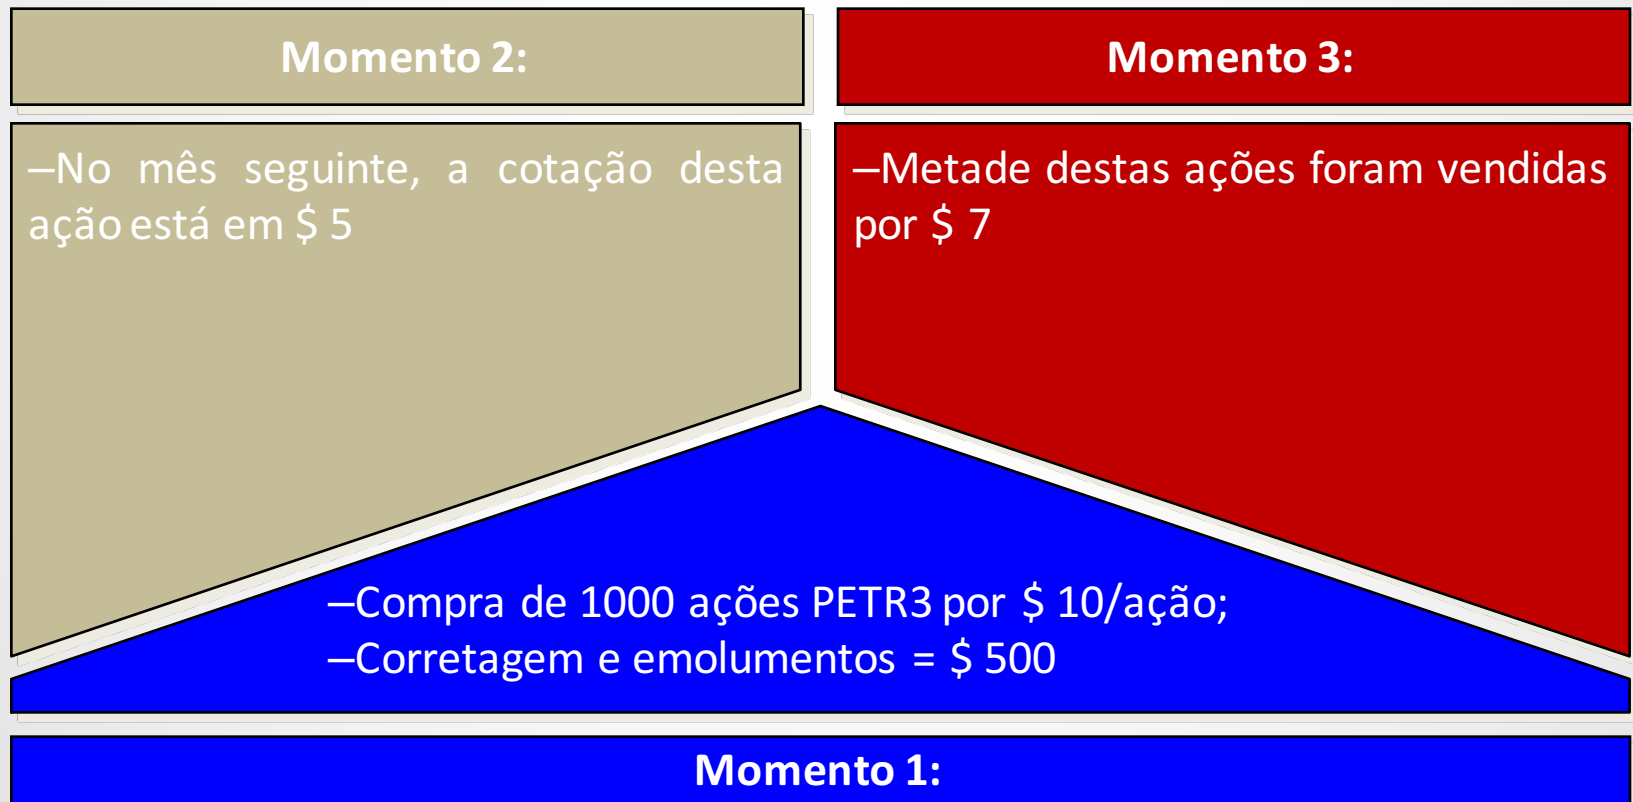 Momento 2:
Momento 3:
–No mês seguinte, a cotação desta
ação está em $ 5
–Metade destas ações foram vendidas
por $ 7
–Compra de 1000 ações PETR3 por $ 10/ação;
–Corretagem e emolumentos = $ 500
Momento 1: